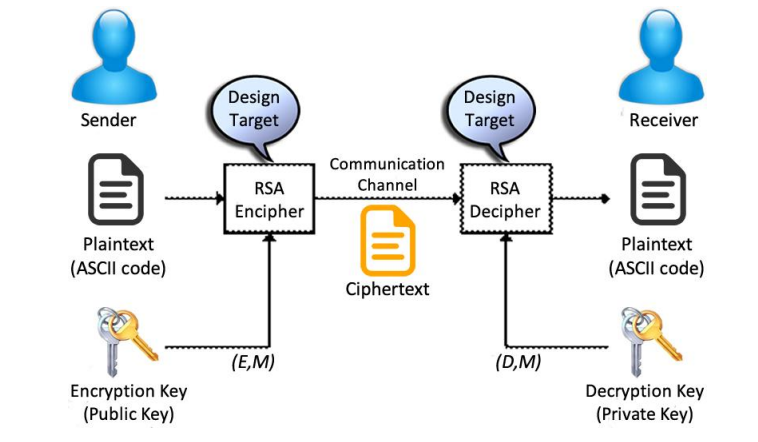 Sender
Receiver
Design
Target
Design
Target
Plaintext
(ASCII code)
RSA
Encipher
Communication
Channel
Ciphertext
RSA
Decipher
Plaintext
(ASCII code)
Encryption Key
(Public Key)
(E,M)
(D,M)
Decryption Key
(Private Key)